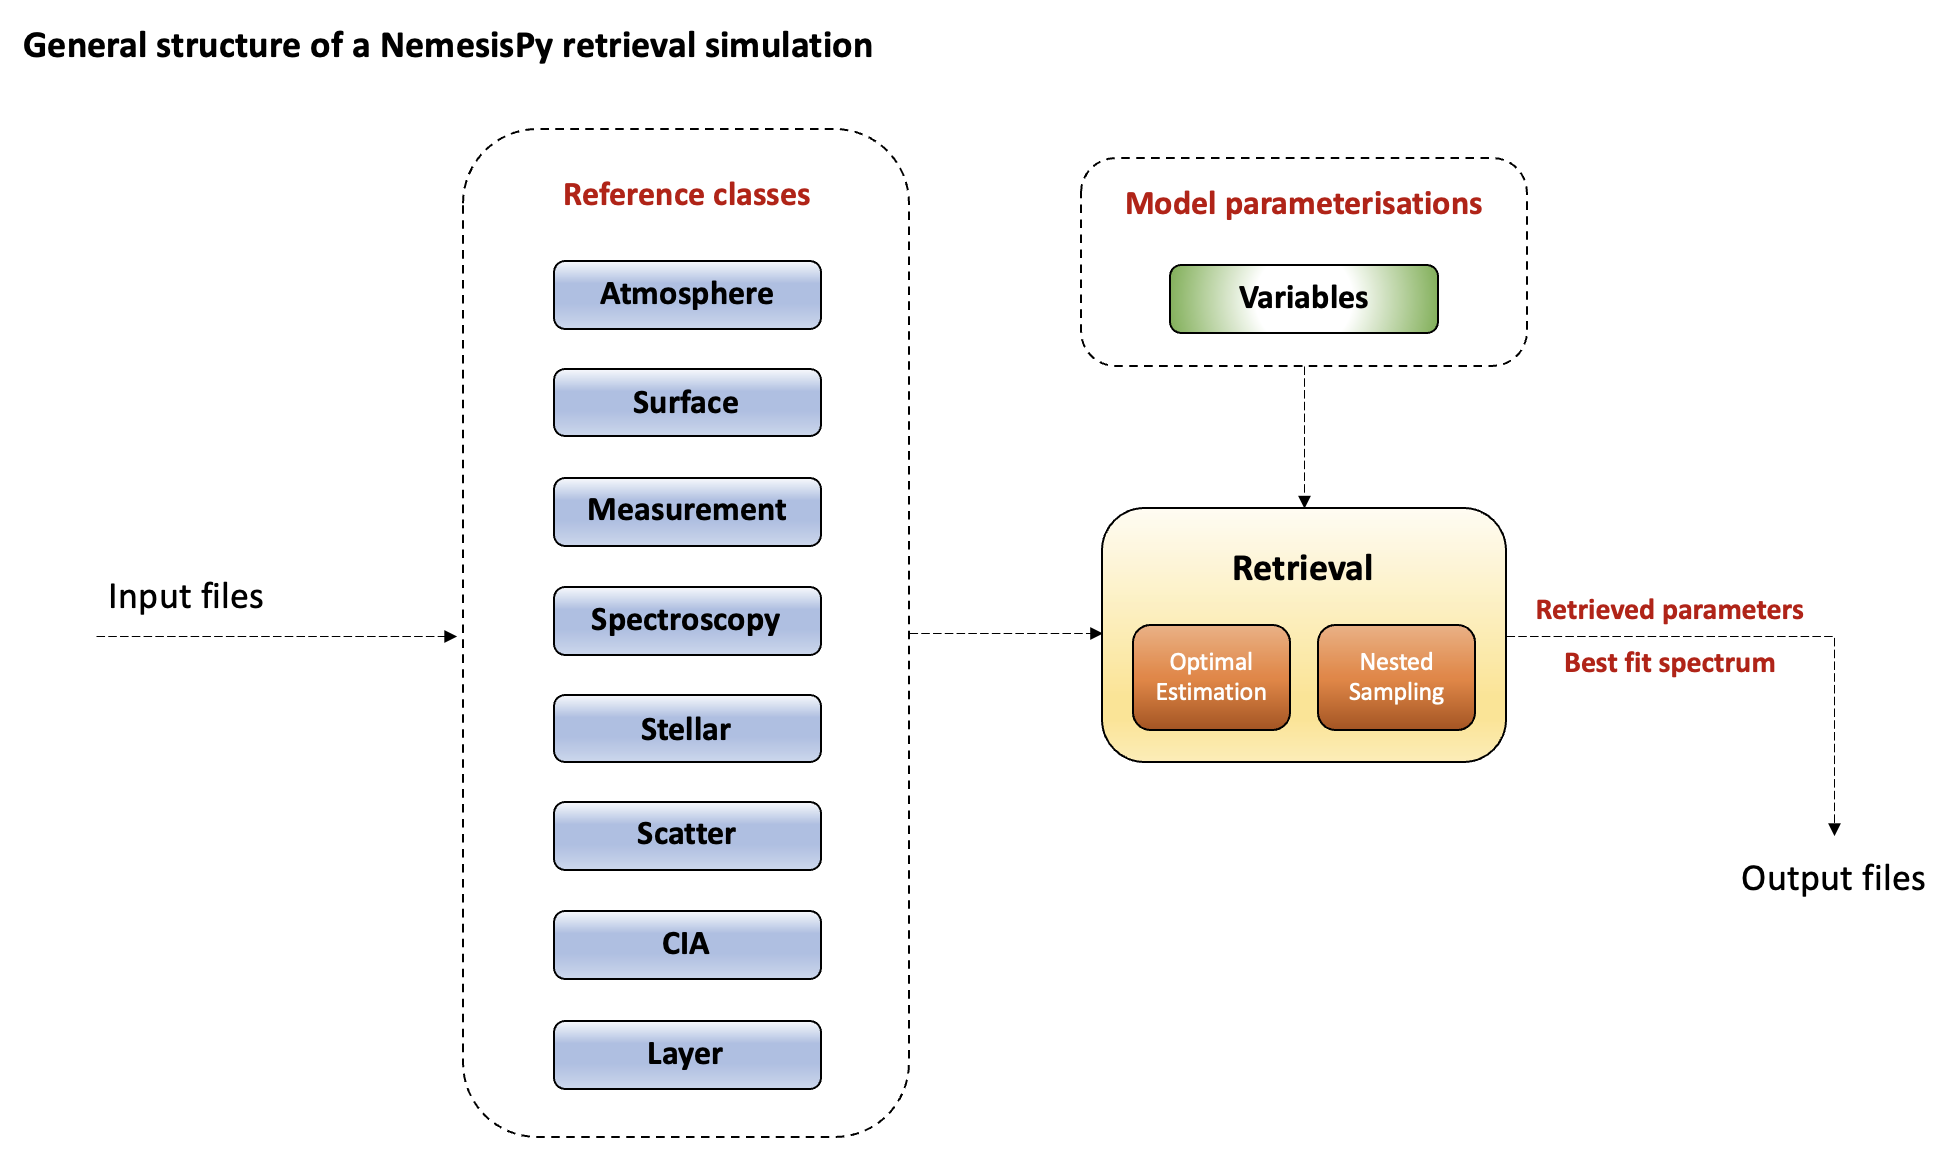 General structure of a NemesisPy retrieval simulation
Reference classes
Atmosphere
Surface
Measurement
Spectroscopy
Stellar
Scatter
CIA
Layer
Input files
Model parameterisations
Variables
Retrieval
Optimal
Estimation
Nested
Sampling
Retrieved parameters
Best fit spectrum
Output files